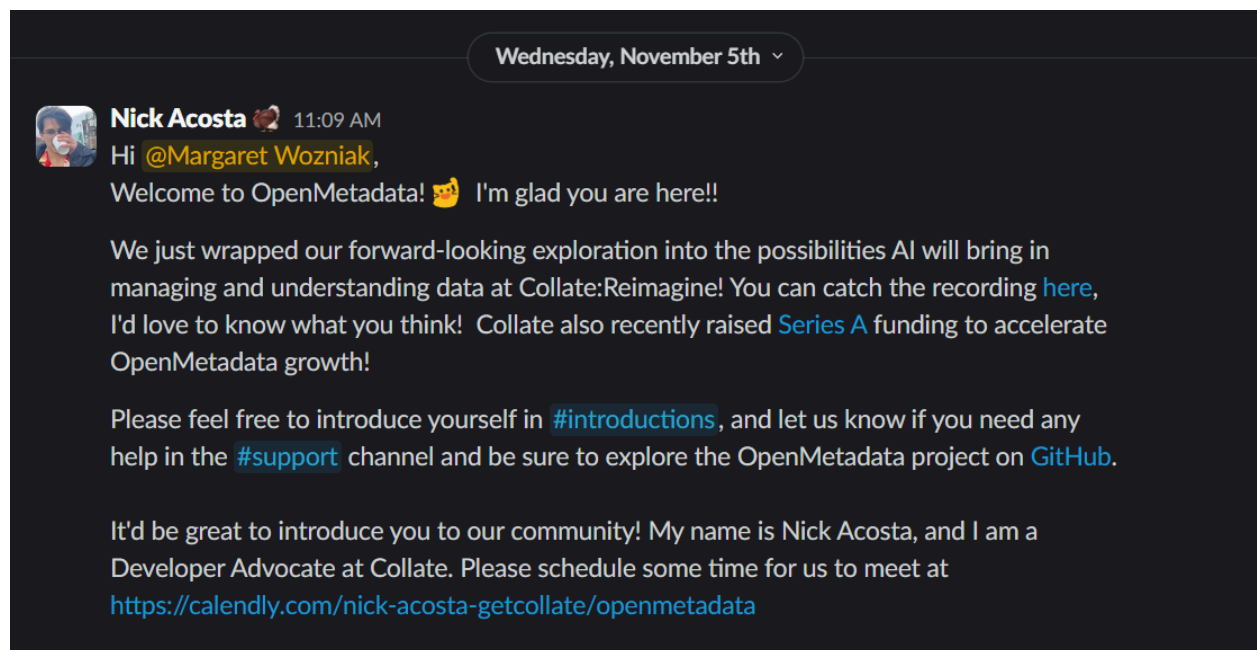 Wednesday, November 5th
Nick Acosta 11:09 AM
Hi @Margaret Wozniak,
Welcome to OpenMetadata! I'm glad you are here!!
We just wrapped our forward-looking exploration into the possibilities AI will bring in
managing and understanding data at Collate:Reimagine! You can catch the recording here,
I'd love to know what you think! Collate also recently raised Series A funding to accelerate
OpenMetadata growth!
Please feel free to introduce yourself in #introductions, and let us know if you need any
help in the #support channel and be sure to explore the OpenMetadata project on GitHub.
It'd be great to introduce you to our community! My name is Nick Acosta, and I am a
Developer Advocate at Collate. Please schedule some time for us to meet at
https://calendly.com/nick-acosta-getcollate/openmetadata